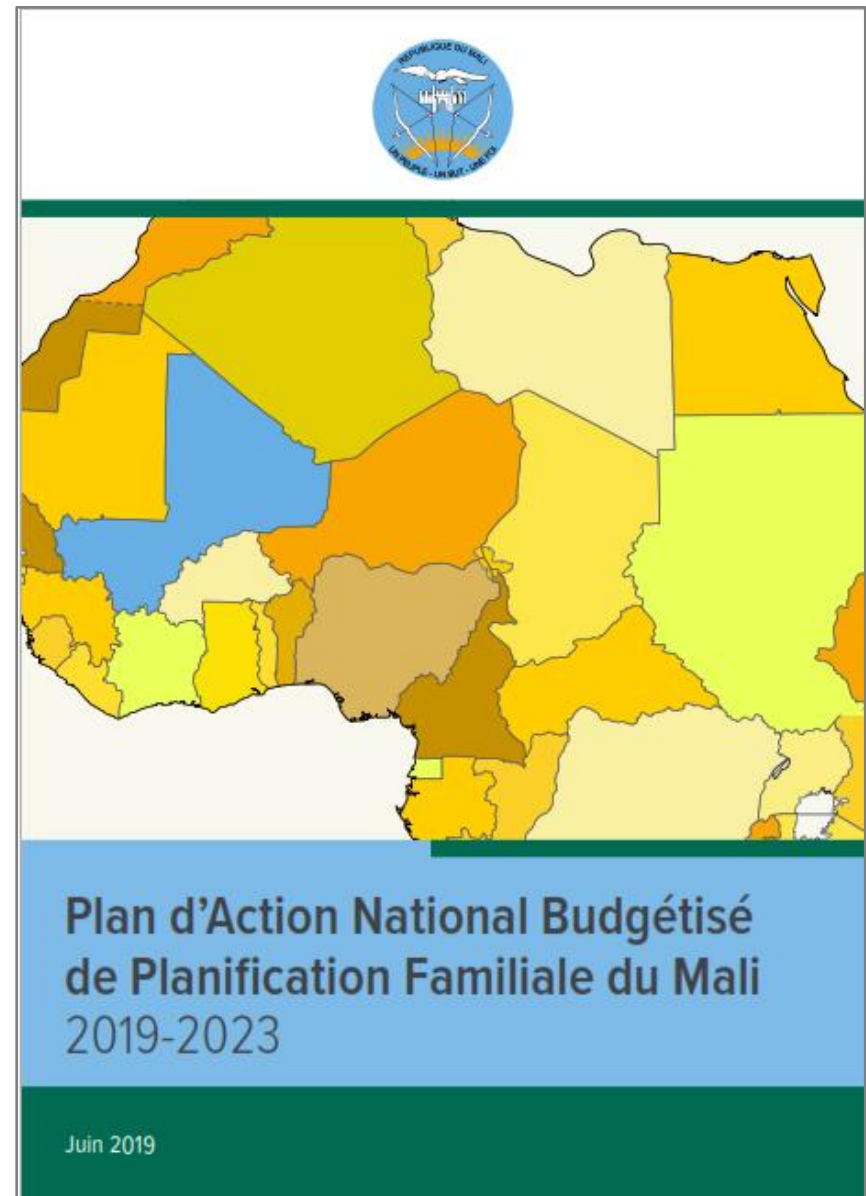 REPUBLIQUE DU MALI
UN PEUPLE - UN BUT - UNE FOI
Plan d’Action National Budgétisé
de Planification Familiale du Mali
2019-2023
Juin 2019